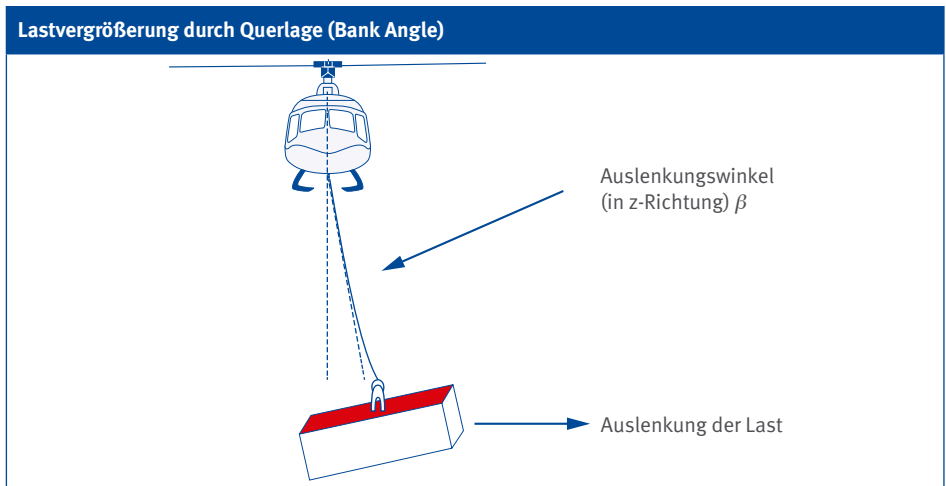 Lastvergrößerung durch Querlage (Bank Angle)
Auslenkungswinkel
(in z-Richtung) β
Auslenkung der Last